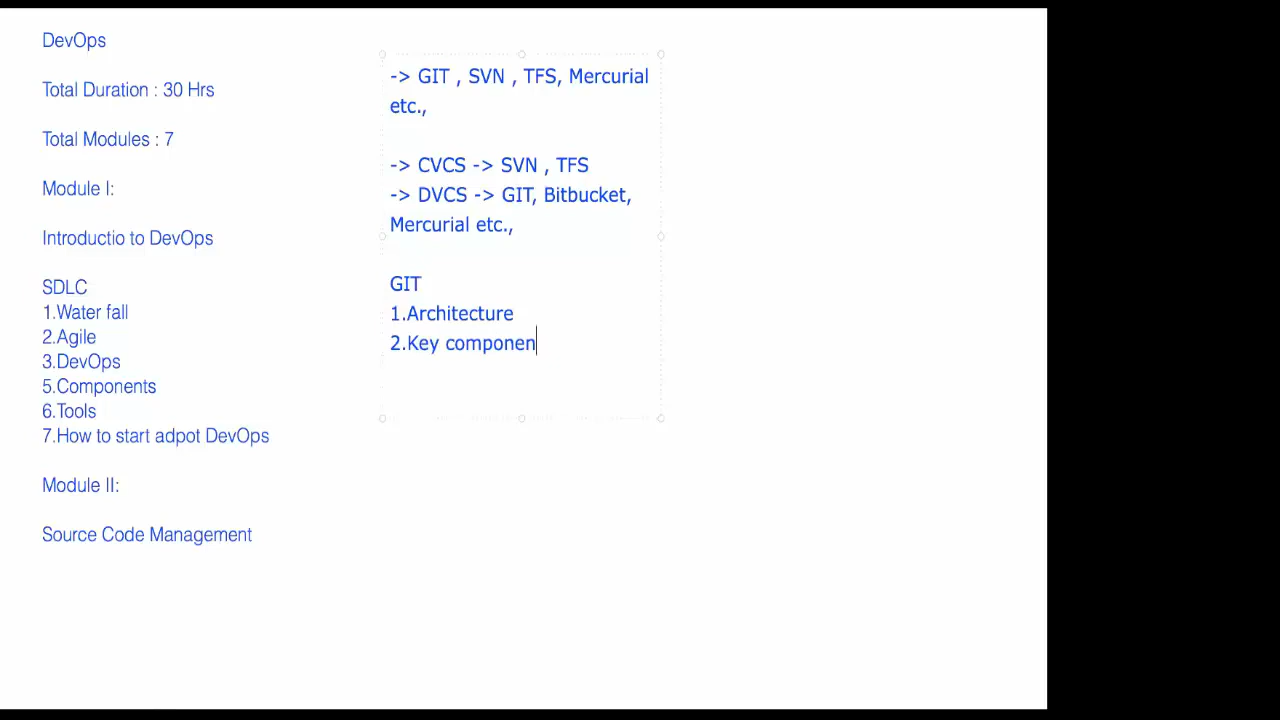 DevOps
Total Duration : 30 Hrs
Total Modules : 7
Module I:
Introductio to DevOps
SDLC
1.Water fall
2.Agile
3.DevOps
5.Components
6.Tools
7.How to start adpot DevOps
Module II:
Source Code Management
-> GIT , SVN , TFS, Mercurial
etc.,
-> CVCS -> SVN , TFS
-> DVCS -> GIT, Bitbucket,
Mercurial etc.,
GIT
1.Architecture
2.Key componen